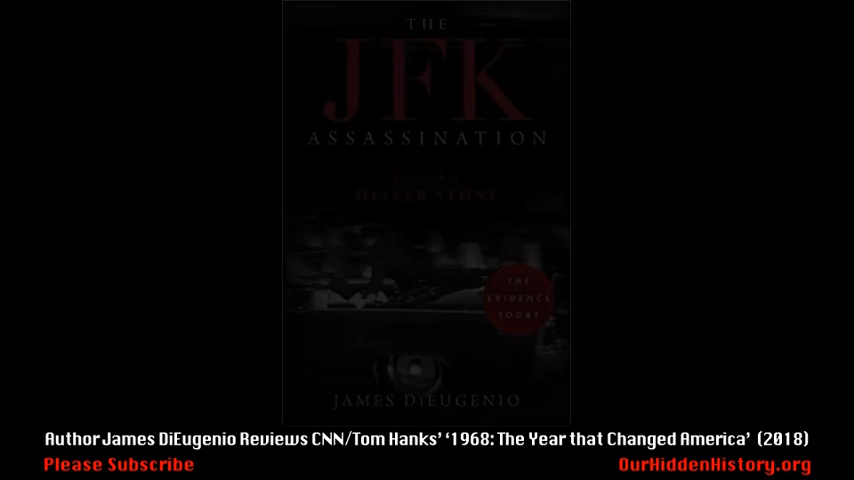 THE
JFK
ASSASSINATION
OLIVER STONE
THE
EVIDENCE
TODAY
JAMES DiEUGENIO
Author James DiEugenio Reviews CNN/Tom Hanks' '1968: The Year that Changed America' (2018)
Please Subscribe
OurHiddenHistory.org